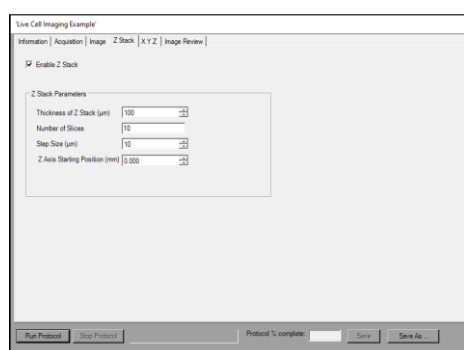 'Live Cell Imaging Example'
Information | Acquisition | Image | Z Stack | X Y Z | Image Review |
Enable Z Stack
Z Stack Parameters
Thickness of Z Stack (µm) 100
Number of Slices 10
Step Size (µm) 10
Z Axis Starting Position (mm) 0.000
Run Protocol Stop Protocol Protocol % complete: Save Save As ...